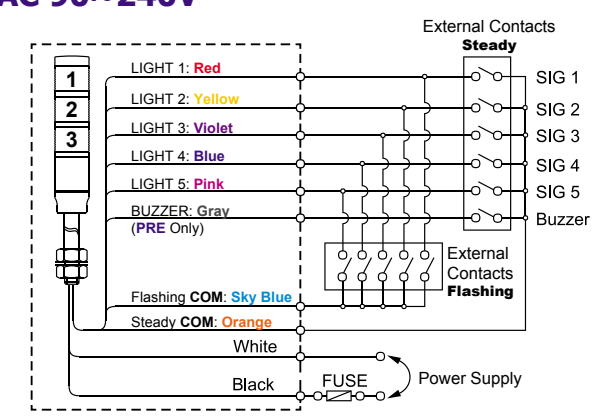 AC 90~240V
External Contacts
Steady
LIGHT 1: Red
LIGHT 2: Yellow
LIGHT 3: Violet
LIGHT 4: Blue
LIGHT 5: Pink
BUZZER: Gray
(PRE Only)
1
2
3
SIG 1
SIG 2
SIG 3
SIG 4
SIG 5
Buzzer
External
Contacts
Flashing
Flashing COM: Sky Blue
Steady COM: Orange
White
Black
FUSE
Power Supply